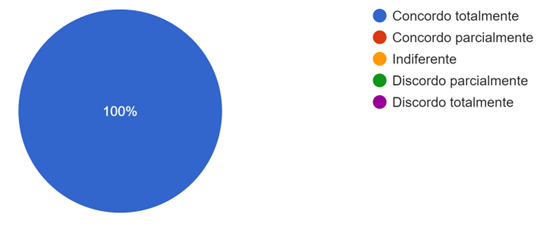 100%
Concordo totalmente
Concordo parcialmente
Indiferente
Discordo parcialmente
Discordo totalmente